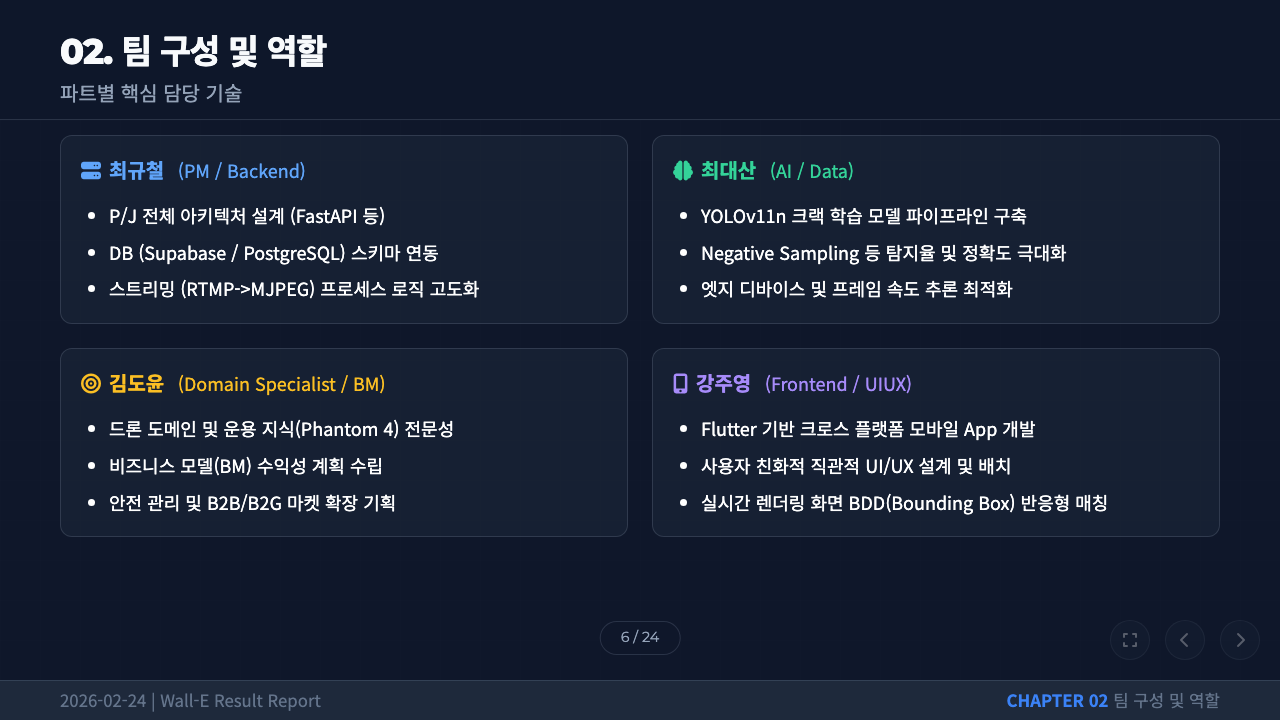 02. 팀 구성 및 역할
파트별 핵심 담당 기술
최규철 (PM / Backend)
P/J 전체 아키텍처 설계 (FastAPI 등)
DB (Supabase / PostgreSQL) 스키마 연동
스트리밍 (RTMP->MJPEG) 프로세스 로직 고도화
최대산 (AI / Data)
YOLOv11n 크랙 학습 모델 파이프라인 구축
Negative Sampling 등 탐지율 및 정확도 극대화
엣지 디바이스 및 프레임 속도 추론 최적화
김도윤 (Domain Specialist / BM)
드론 도메인 및 운용 지식(Phantom 4) 전문성
비즈니스 모델(BM) 수익성 계획 수립
안전 관리 및 B2B/B2G 마켓 확장 기획
강주영 (Frontend / UIUX)
Flutter 기반 크로스 플랫폼 모바일 App 개발
사용자 친화적 직관적 UI/UX 설계 및 배치
실시간 렌더링 화면 BDD(Bounding Box) 반응형 매칭
6 / 24
2026-02-24 | Wall-E Result Report
CHAPTER 02 팀 구성 및 역할